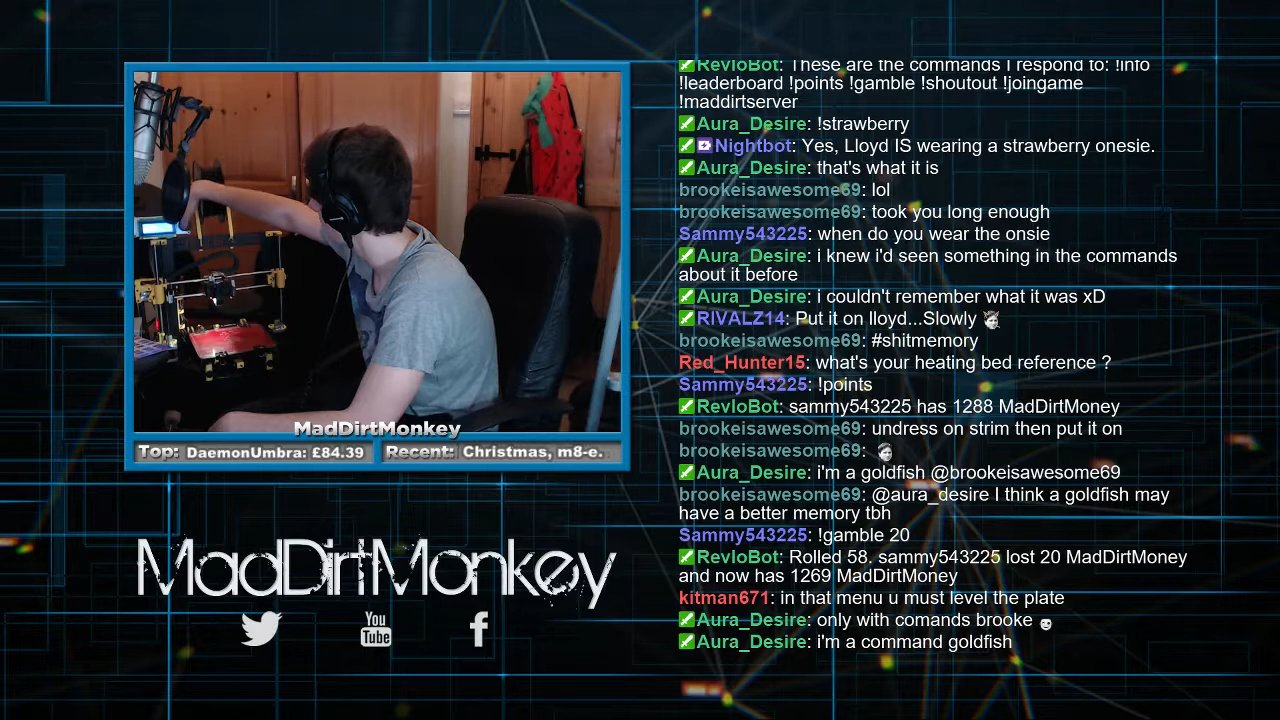 RevloBot: These are the commands I respond to: !info
!leaderboard !points !gamble !shoutout !joingame
!maddirtserver
Aura_Desire: !strawberry
Nightbot: Yes, Lloyd IS wearing a strawberry onesie.
Aura_Desire: that's what it is
brookeisawesome69: lol
brookeisawesome69: took you long enough
Sammy543225: when do you wear the onsie
Aura_Desire: i knew i'd seen something in the commands
about it before
Aura_Desire: i couldn't remember what it was xD
RIVALZ14: Put it on lloyd...Slowly
brookeisawesome69: #shitmemory
Red_Hunter15: what's your heating bed reference ?
Sammy543225: !points
RevloBot: sammy543225 has 1288 MadDirtMoney
brookeisawesome69: undress on strim then put it on
brookeisawesome69:
Aura_Desire: i'm a goldfish @brookeisawesome69
brookeisawesome69: @aura_desire I think a goldfish may
have a better memory tbh
Sammy543225: !gamble 20
RevloBot: Rolled 58. sammy543225 lost 20 MadDirtMoney
and now has 1269 MadDirtMoney
kitman671: in that menu u must level the plate
Aura_Desire: only with comands brooke
Aura_Desire: i'm a command goldfish
MadDirtMonkey
Top: DaemonUmbra: £84.39
Recent: Christmas, m8-e.
MadDirtMonkey
You
Tube